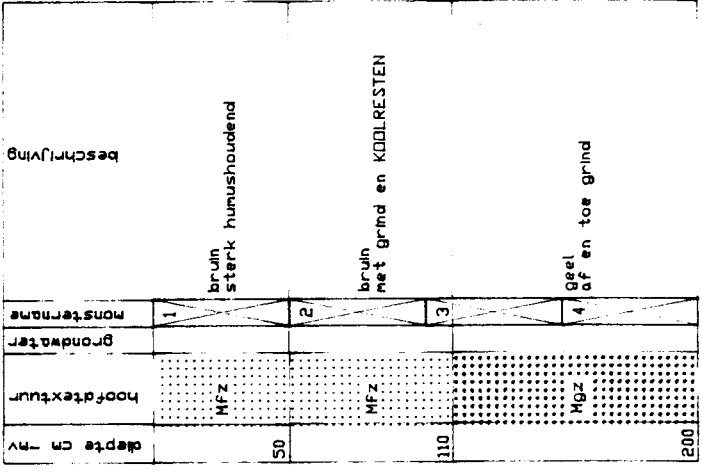 diepte cm -mv
hoofdtextuur
grondwater
monstername
beschrijving
Mfz
1
bruin
sterk humushoudend
50
Mfz
2
bruin
met grind en KOOLRESTEN
110
3
Mgz
4
geel
af en toe grind
200